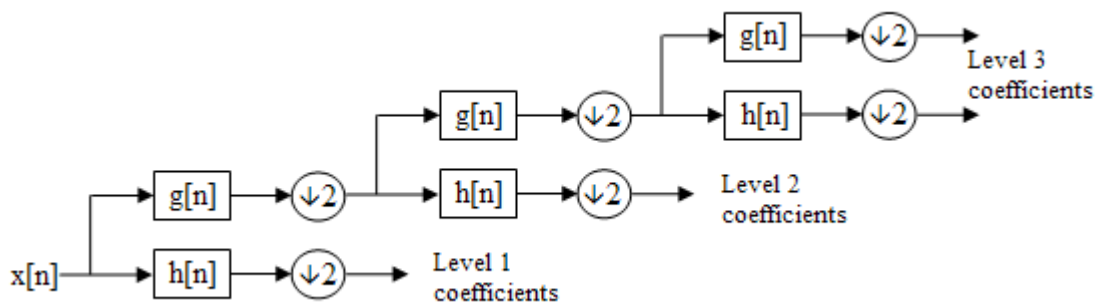 g[n] ↓2
Level 3
coefficients
g[n] ↓2 h[n] ↓2
g[n] ↓2 h[n] ↓2
Level 2
coefficients
x[n] h[n] ↓2
Level 1
coefficients